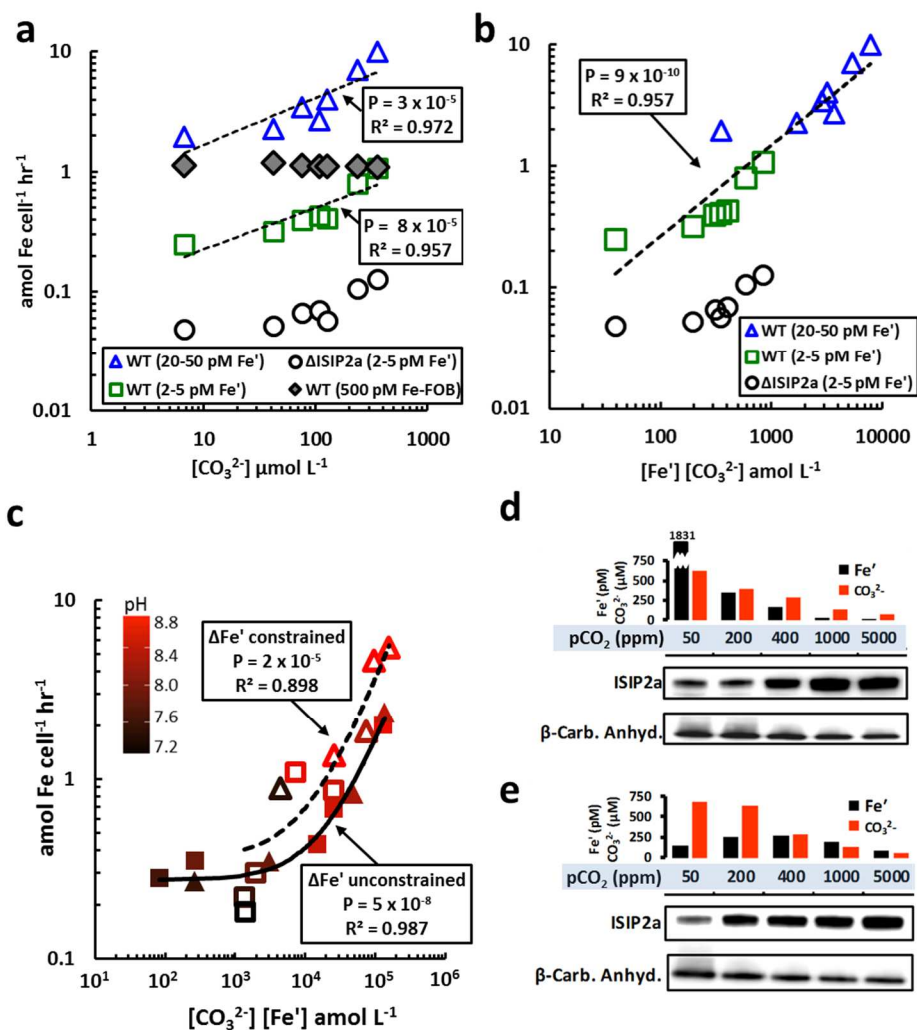 a
amol Fe cell⁻¹ hr⁻¹
10
1
0.1
0.01
P = 3 x 10⁻⁵
R² = 0.972
P = 8 x 10⁻⁵
R² = 0.957
WT (20-50 pM Fe') ΔISIP2a (2-5 pM Fe')
WT (2-5 pM Fe') WT (500 pM Fe-FOB)
1 10 100 1000
[CO₃²⁻] μmol L⁻¹
b
10
1
0.1
0.01
P = 9 x 10⁻¹⁰
R² = 0.957
WT (20-50 pM Fe')
WT (2-5 pM Fe')
ΔISIP2a (2-5 pM Fe')
10 100 1000 10000
[Fe'] [CO₃²⁻] amol L⁻¹
c
amol Fe cell⁻¹ hr⁻¹
10
1
0.1
pH
8.8
8.4
8.0
7.6
7.2
ΔFe' constrained
P = 2 x 10⁻⁵
R² = 0.898
ΔFe' unconstrained
P = 5 x 10⁻⁸
R² = 0.987
10¹ 10² 10³ 10⁴ 10⁵ 10⁶
[CO₃²⁻] [Fe'] amol L⁻¹
d
1831
Fe' (pM)
CO₃²⁻ (μM)
750
500
250
0
Fe'
CO₃²⁻
pCO₂ (ppm) 50 200 400 1000 5000
ISIP2a
β-Carb. Anhyd.
e
Fe' (pM)
CO₃²⁻ (μM)
750
500
250
0
Fe'
CO₃²⁻
pCO₂ (ppm) 50 200 400 1000 5000
ISIP2a
β-Carb. Anhyd.